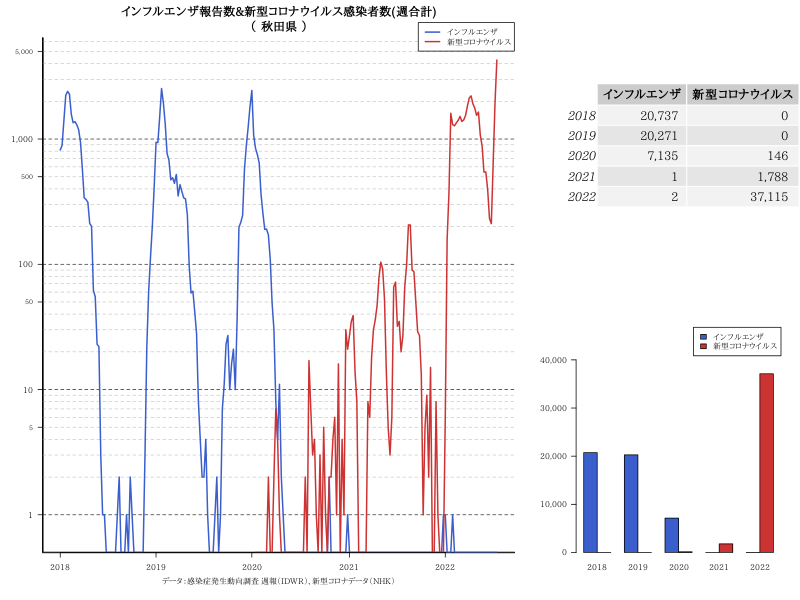 インフルエンザ報告数&新型コロナウイルス感染者数(週合計)
( 秋田県 )
インフルエンザ
新型コロナウイルス
5,000
1,000
500
100
50
10
5
1
2018 2019 2020 2021 2022
データ：感染症発生動向調査 週報(IDWR)、新型コロナデータ(NHK)
インフルエンザ 新型コロナウイルス
2018 20,737 0
2019 20,271 0
2020 7,135 146
2021 1 1,788
2022 2 37,115
インフルエンザ
新型コロナウイルス
40,000
30,000
20,000
10,000
0
2018 2019 2020 2021 2022